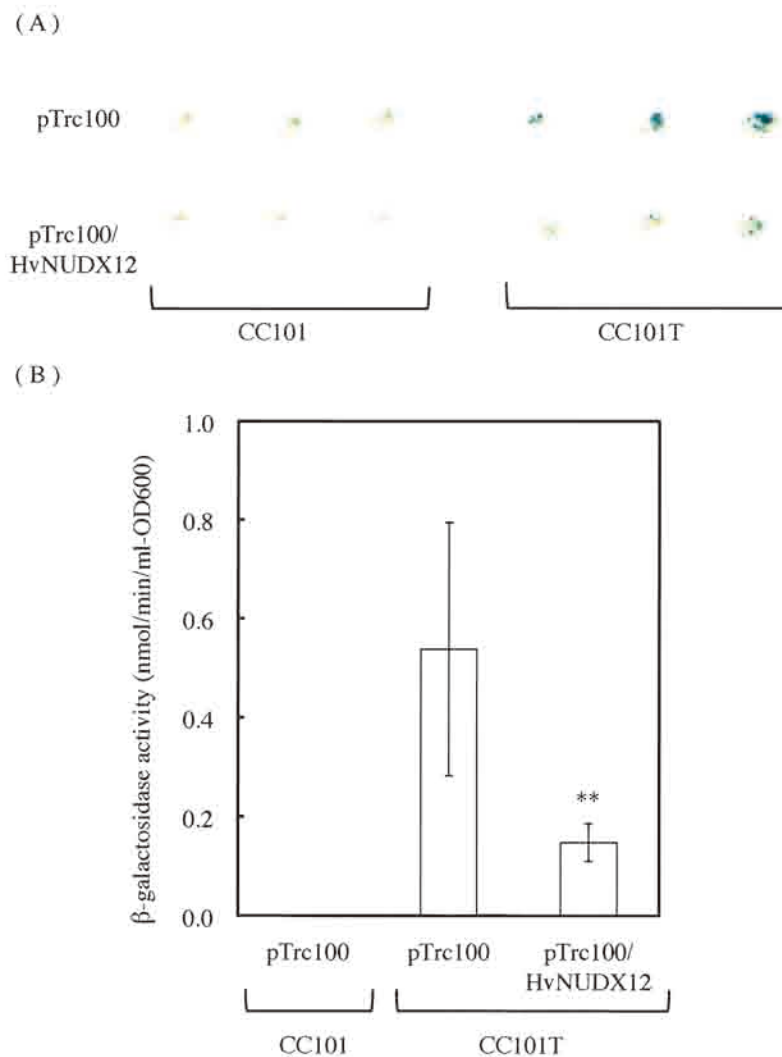 ( A )
pTrc100
pTrc100/
HvNUDX12
CC101
CC101T
( B )
β-galactosidase activity (nmol/min/ml-OD600)
1.0
0.8
0.6
0.4
0.2
0.0
**
pTrc100
pTrc100
pTrc100/
HvNUDX12
CC101
CC101T